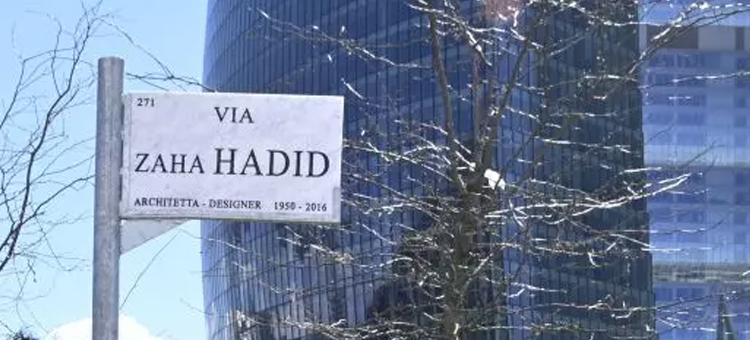 271
VIA
ZAHA HADID
ARCHITETTA - DESIGNER 1950 - 2016